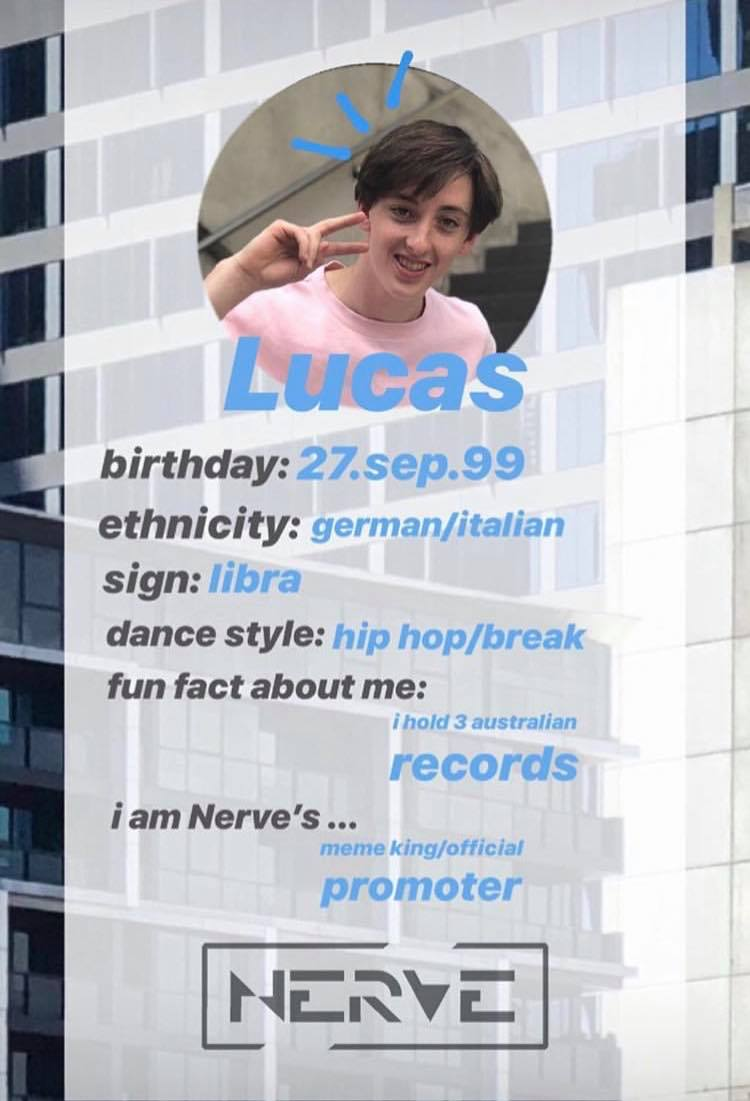 Lucas
birthday: 27.sep.99
ethnicity: german/italian
sign: libra
dance style: hip hop/break
fun fact about me:
i hold 3 australian
records
i am Nerve’s ...
meme king/official
promoter
NERVE